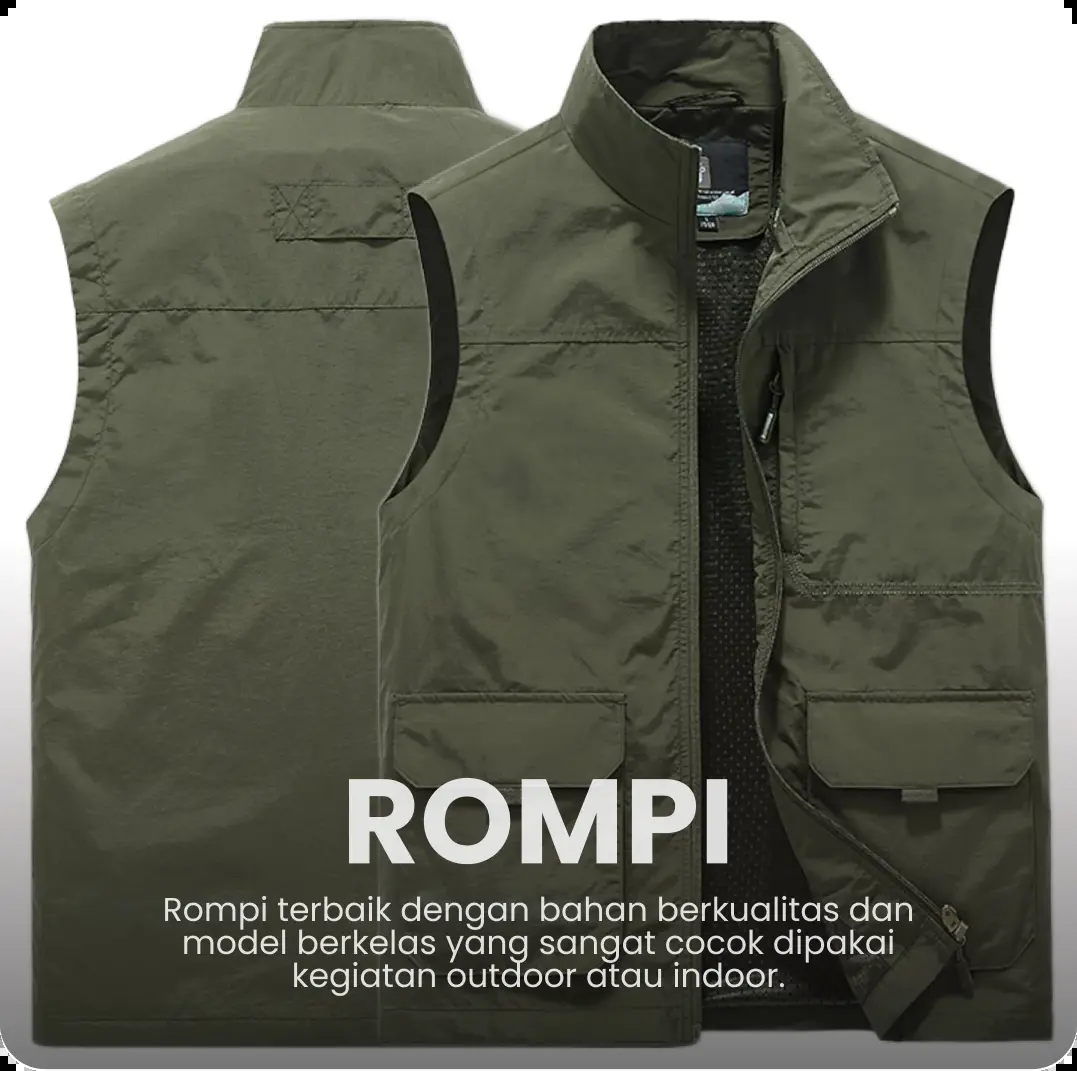 ROMPI
Rompi terbaik dengan bahan berkualitas dan
model berkelas yang sangat cocok dipakai
kegiatan outdoor atau indoor.